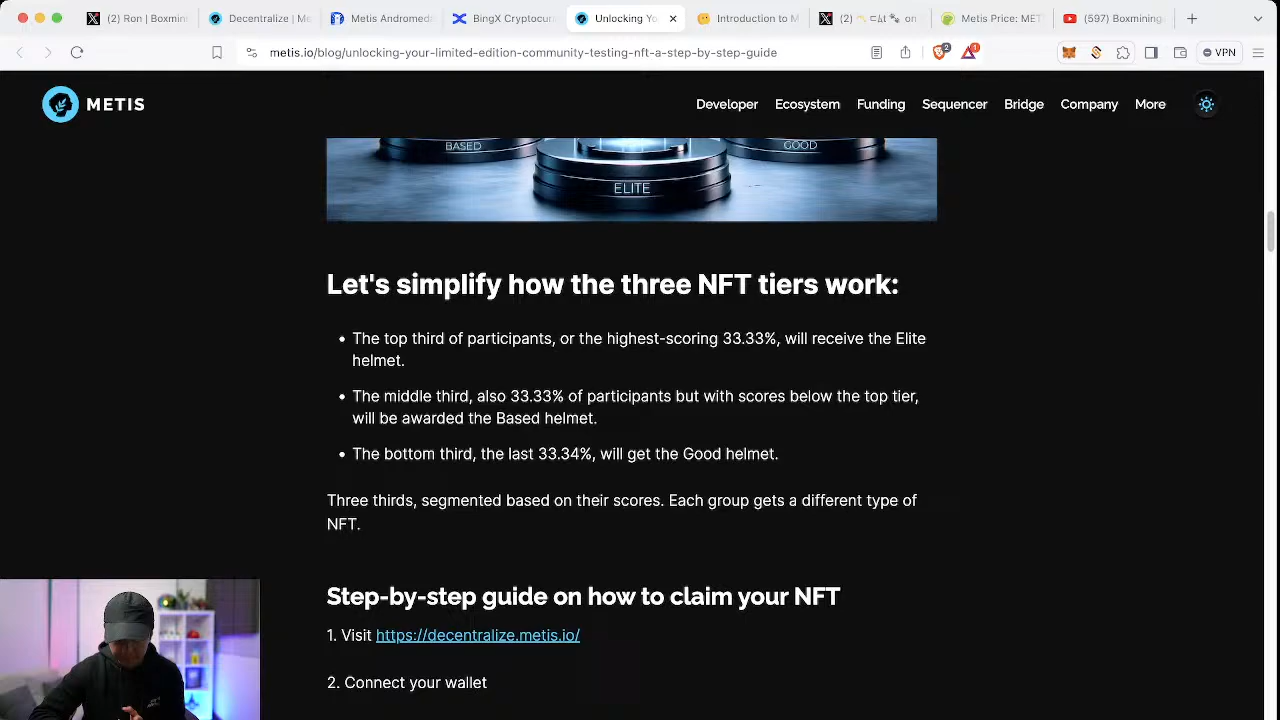 (2) Ron | Boxmin
Decentralize | Me
Metis Andromeda
BingX Cryptocurr
Unlocking Yo
Introduction to M
(2)
on
Metis Price: MET
(597) Boxmining
metis.io/blog/unlocking-your-limited-edition-community-testing-nft-a-step-by-step-guide
2
1
VPN
METIS
Developer
Ecosystem
Funding
Sequencer
Bridge
Company
More
BASED
GOOD
ELITE
Let's simplify how the three NFT tiers work:
• The top third of participants, or the highest-scoring 33.33%, will receive the Elite
helmet.
• The middle third, also 33.33% of participants but with scores below the top tier,
will be awarded the Based helmet.
• The bottom third, the last 33.34%, will get the Good helmet.
Three thirds, segmented based on their scores. Each group gets a different type of
NFT.
Step-by-step guide on how to claim your NFT
1. Visit https://decentralize.metis.io/
2. Connect your wallet